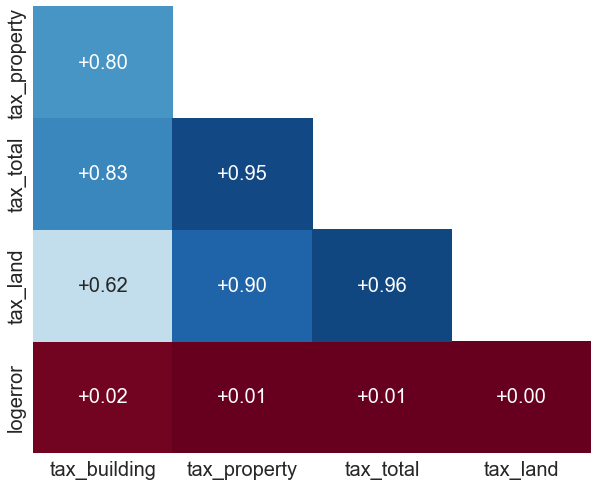 tax_property
+0.80
tax_total
+0.83
+0.95
tax_land
+0.62
+0.90
+0.96
logerror
+0.02
+0.01
+0.01
+0.00
tax_building
tax_property
tax_total
tax_land